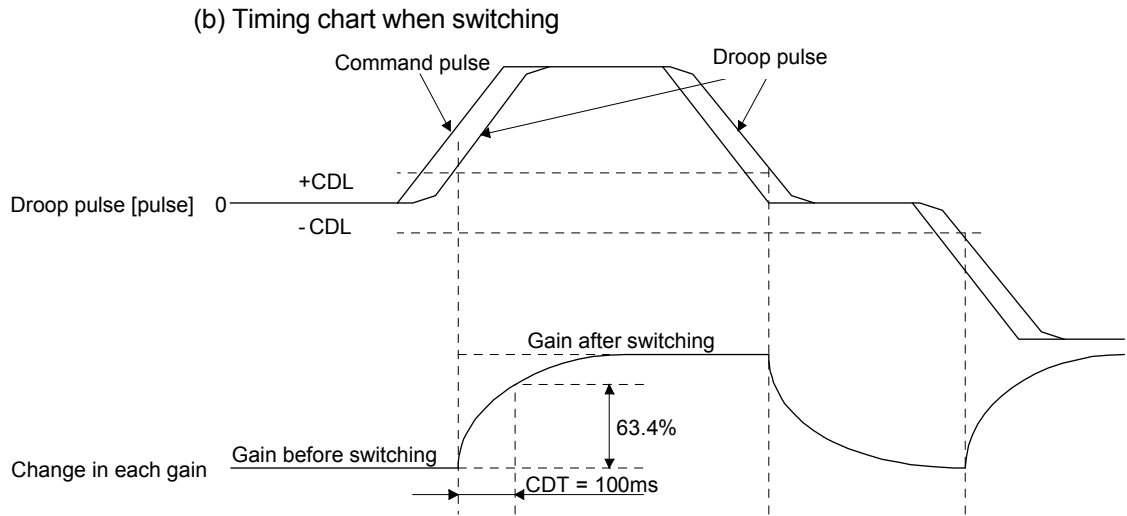 (b) Timing chart when switching
Command pulse
Droop pulse
+CDL
Droop pulse [pulse] 0
- CDL
Gain after switching
63.4%
Gain before switching
Change in each gain
CDT = 100ms